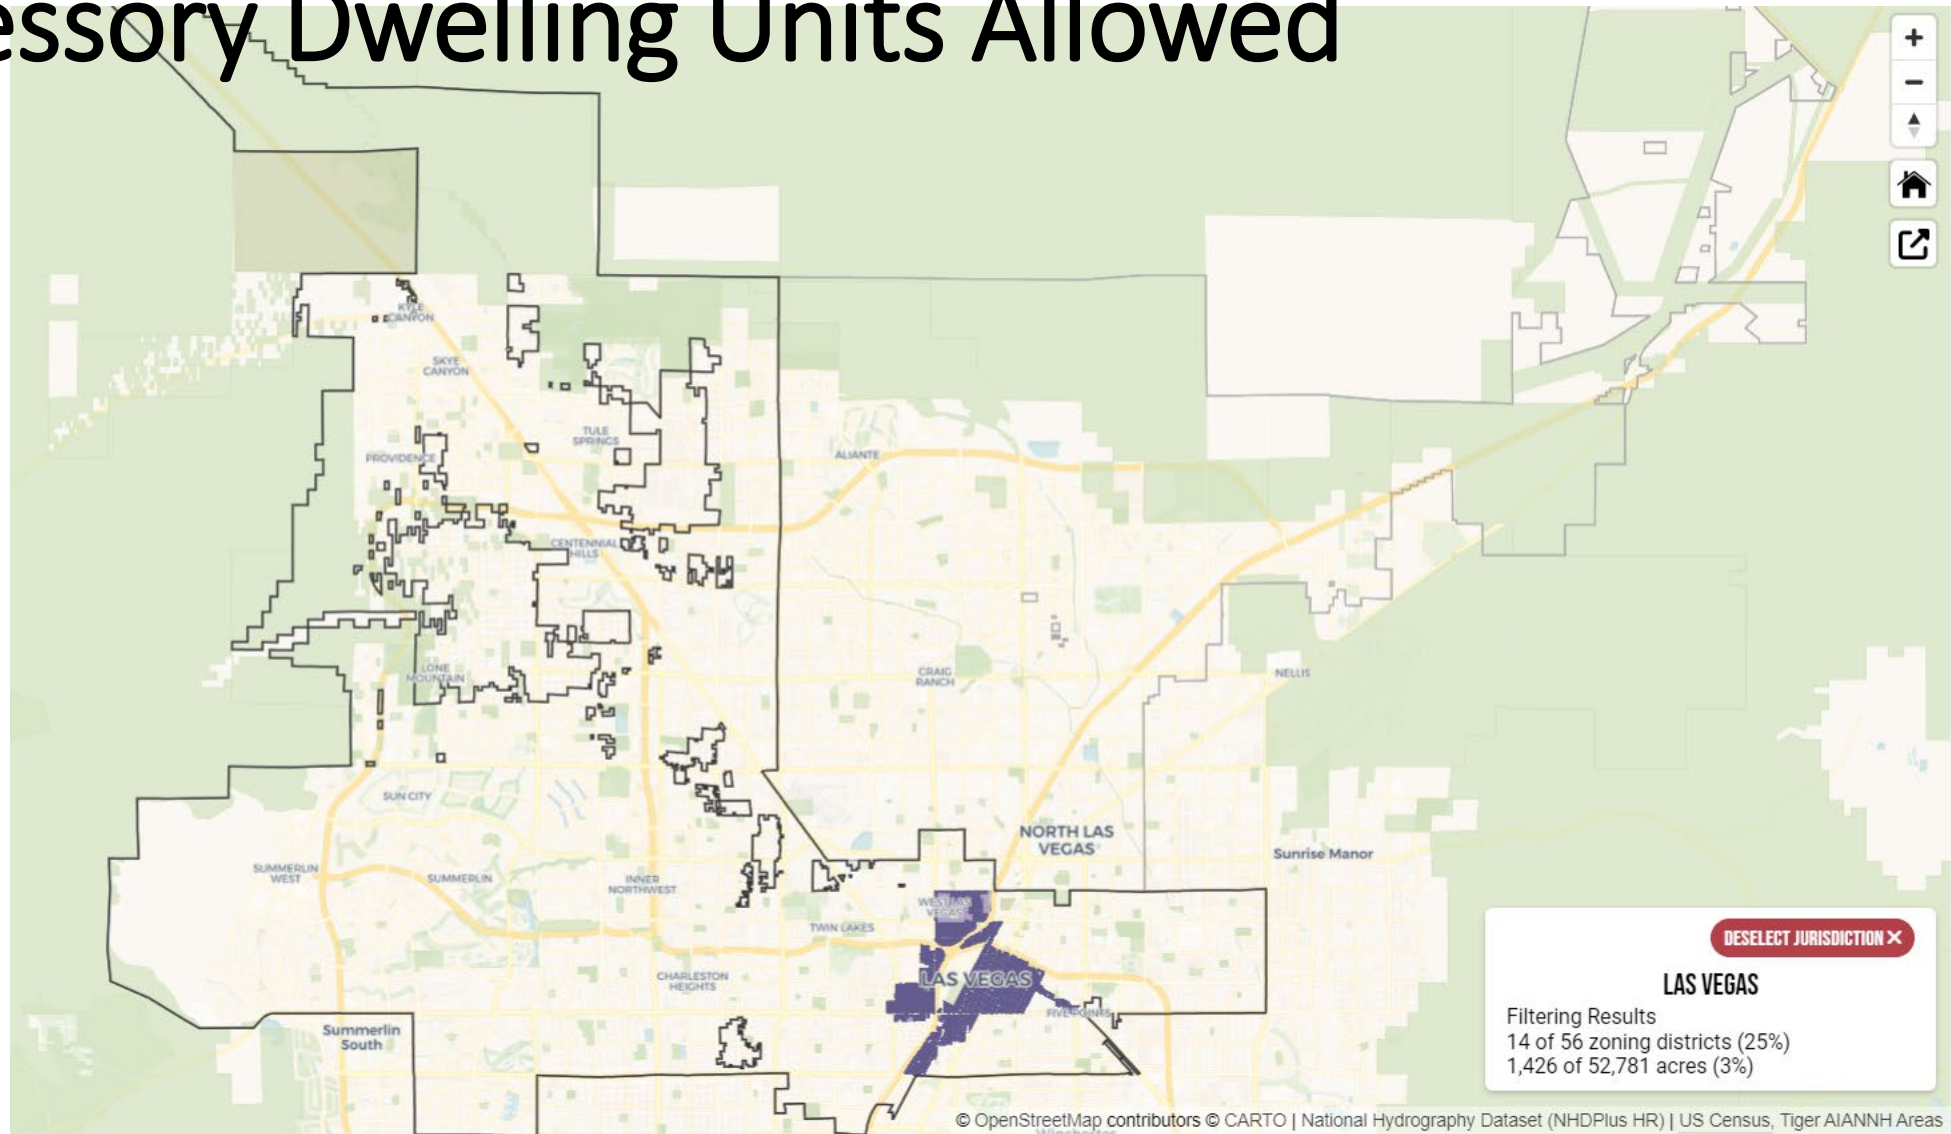 essory Dwelling Units Allowed
KYLE
CANYON
SKYE
CANYON
TULE
SPRINGS
PROVIDENCE
ALIANTE
CENTENNIAL
HILLS
LONE
MOUNTAIN
CRAIG
RANCH
NELLIS
SUN CITY
NORTH LAS
VEGAS
Sunrise Manor
SUMMERLIN
WEST
SUMMERLIN
INNER
NORTHWEST
WEST LAS
VEGAS
TWIN LAKES
CHARLESTON
HEIGHTS
LAS VEGAS
FIVE POINTS
Summerlin
South
DESELECT JURISDICTION ✕
LAS VEGAS
Filtering Results
14 of 56 zoning districts (25%)
1,426 of 52,781 acres (3%)
© OpenStreetMap contributors © CARTO | National Hydrography Dataset (NHDPlus HR) | US Census, Tiger AIANNH Areas